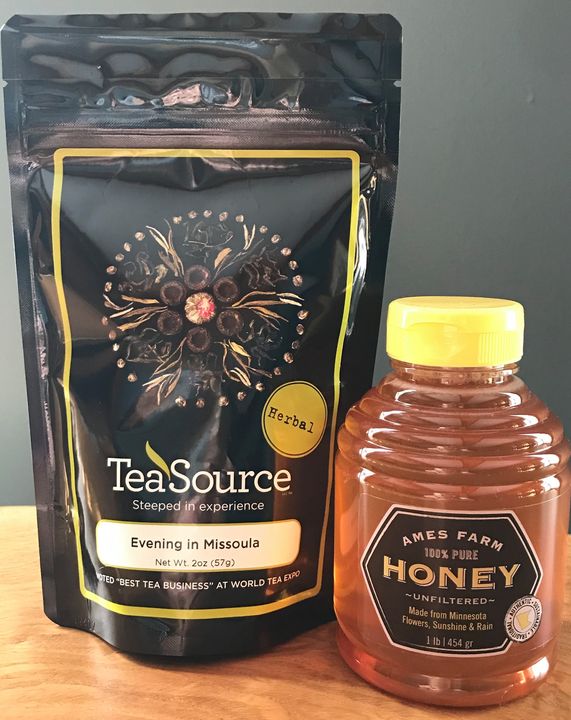 Herbal
TeaSource
Steeped in experience
Evening in Missoula
Net Wt. 2oz (57g)
VOTED "BEST TEA BUSINESS" AT WORLD TEA EXPO
AMES FARM
100% PURE
HONEY
~UNFILTERED~
Made from Minnesota
Flowers, Sunshine & Rain
1 lb | 454 gr